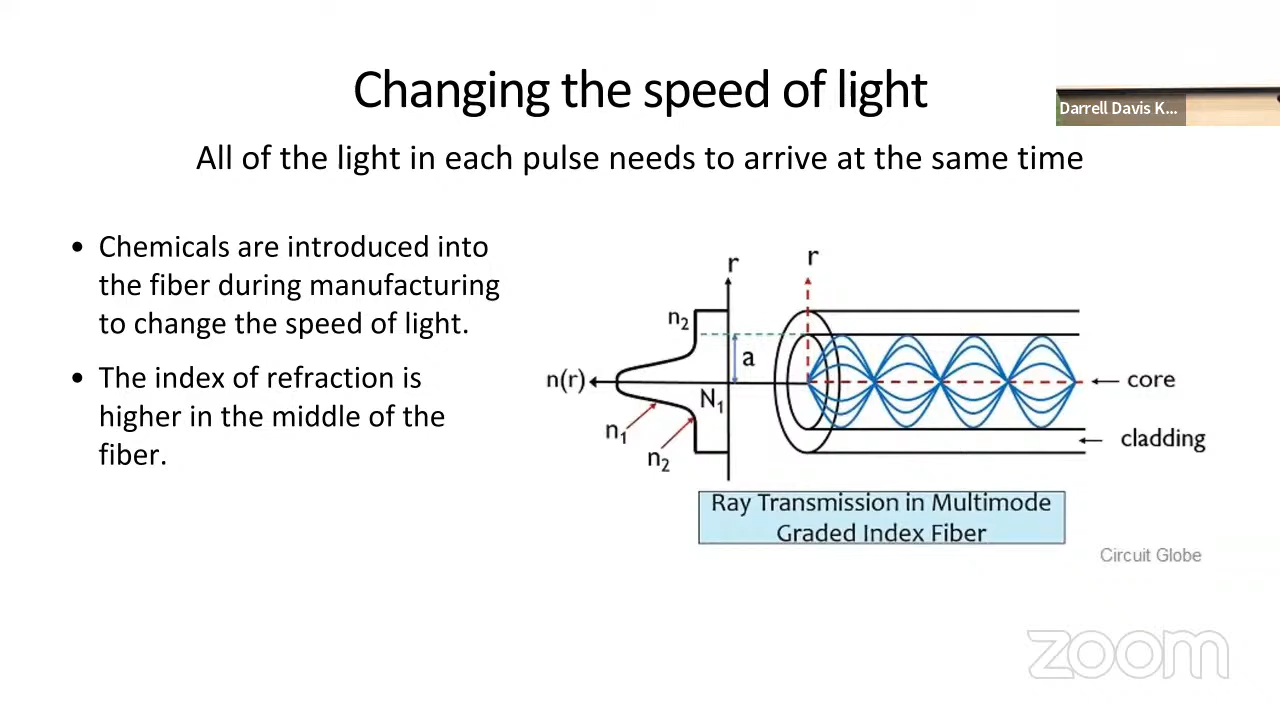 Changing the speed of light
Darrell Davis K...
All of the light in each pulse needs to arrive at the same time
• Chemicals are introduced into
the fiber during manufacturing
to change the speed of light.
• The index of refraction is
higher in the middle of the
fiber.
r
r
n₂
a
n(r)
N₁
n₁
n₂
core
cladding
Ray Transmission in Multimode
Graded Index Fiber
Circuit Globe
zoom